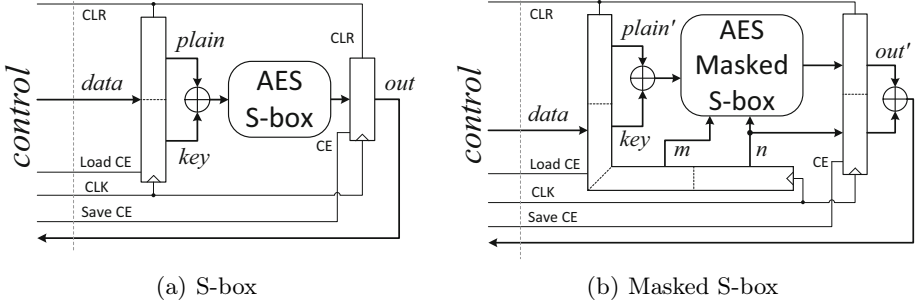 control
CLR
data
Load CE
CLK
Save CE
plain
key
AES
S-box
CLR
CE
out
(a) S-box
control
CLR
data
Load CE
CLK
Save CE
plain'
key
AES
Masked
S-box
m
n
CE
out'
(b) Masked S-box